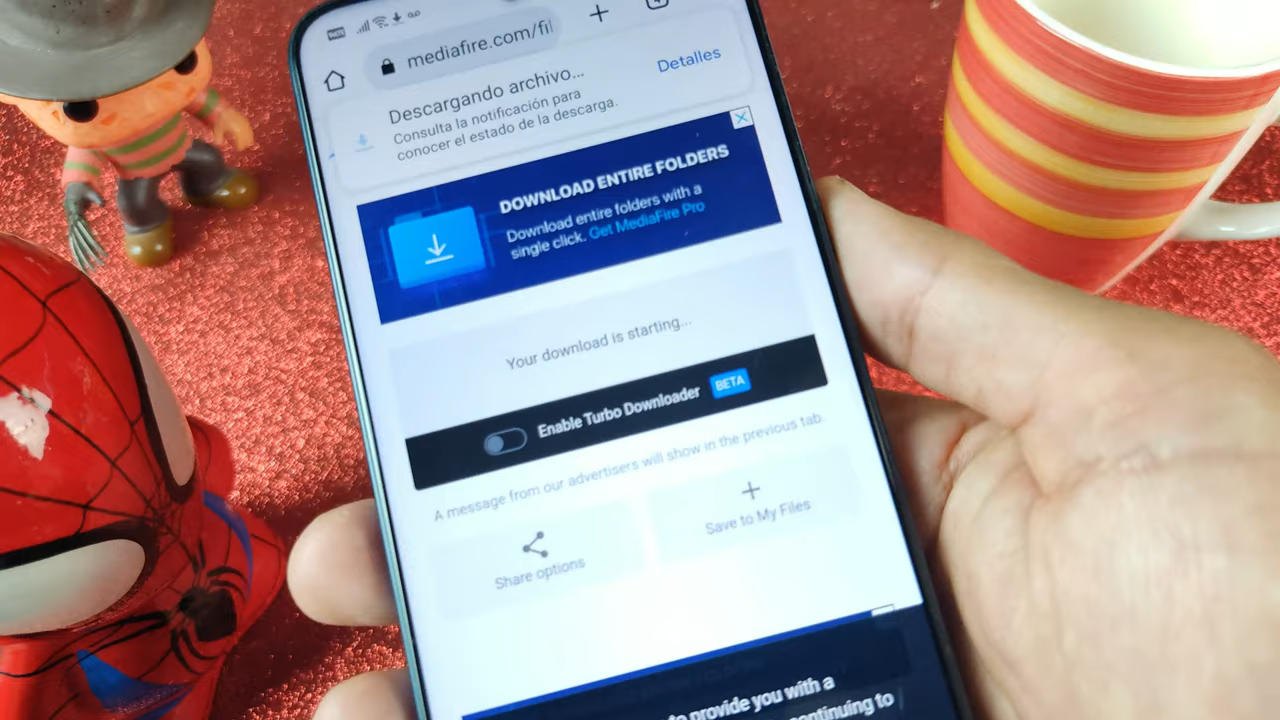 mediafire.com/fil
Descargando archivo...
Detalles
Consulta la notificación para
conocer el estado de la descarga.
DOWNLOAD ENTIRE FOLDERS
Download entire folders with a
single click. Get MediaFire Pro
Your download is starting...
Enable Turbo Downloader BETA
A message from our advertisers will show in the previous tab.
Save to My Files
Share options
to provide you with a
continuing to